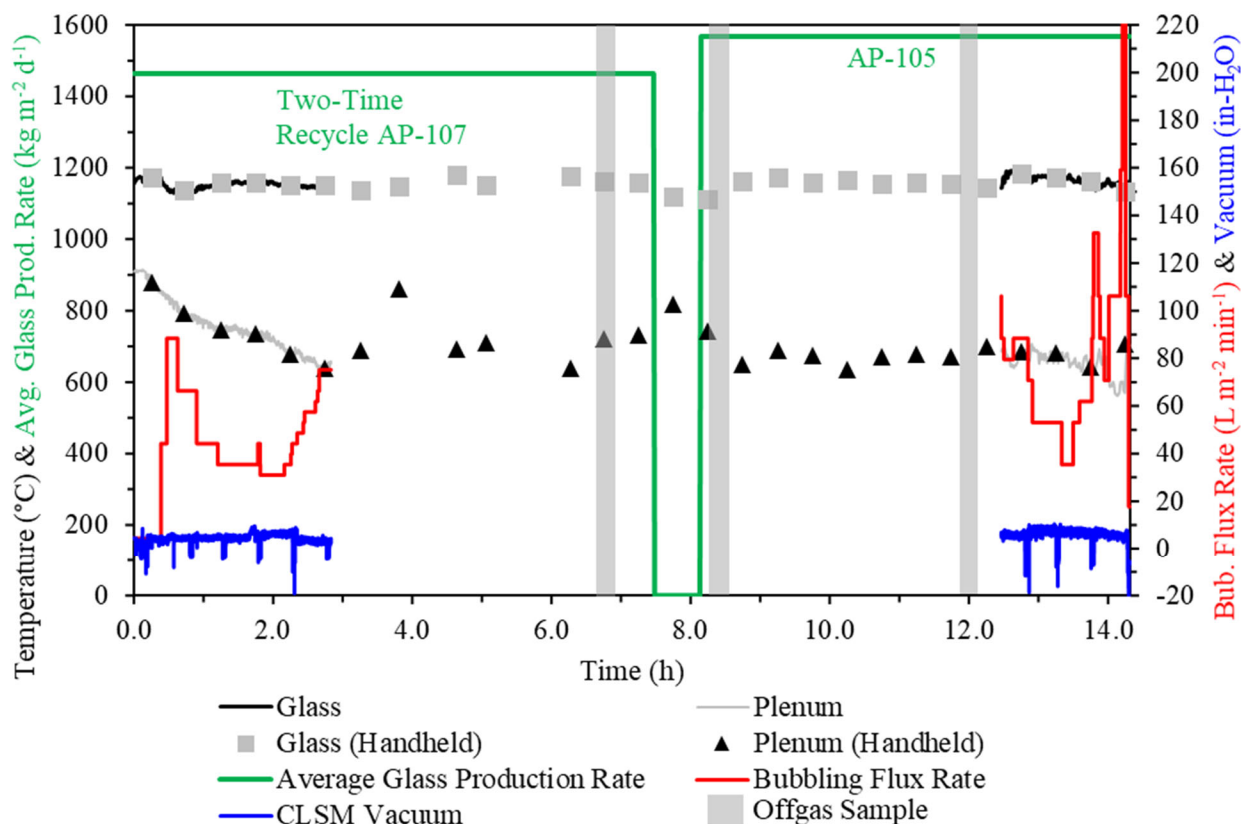 Temperature (°C) & Avg. Glass Prod. Rate (kg m⁻² d⁻¹)
1600
1400
1200
1000
800
600
400
200
0
Two-Time
Recycle AP-107
AP-105
220
200
180
160
140
120
100
80
60
40
20
0
-20
Bub. Flux Rate (L m⁻² min⁻¹) & Vacuum (in-H₂O)
0.0 2.0 4.0 6.0 8.0 10.0 12.0 14.0
Time (h)
Glass Plenum
Glass (Handheld) Plenum (Handheld)
Average Glass Production Rate Bubbling Flux Rate
CLSM Vacuum Offgas Sample